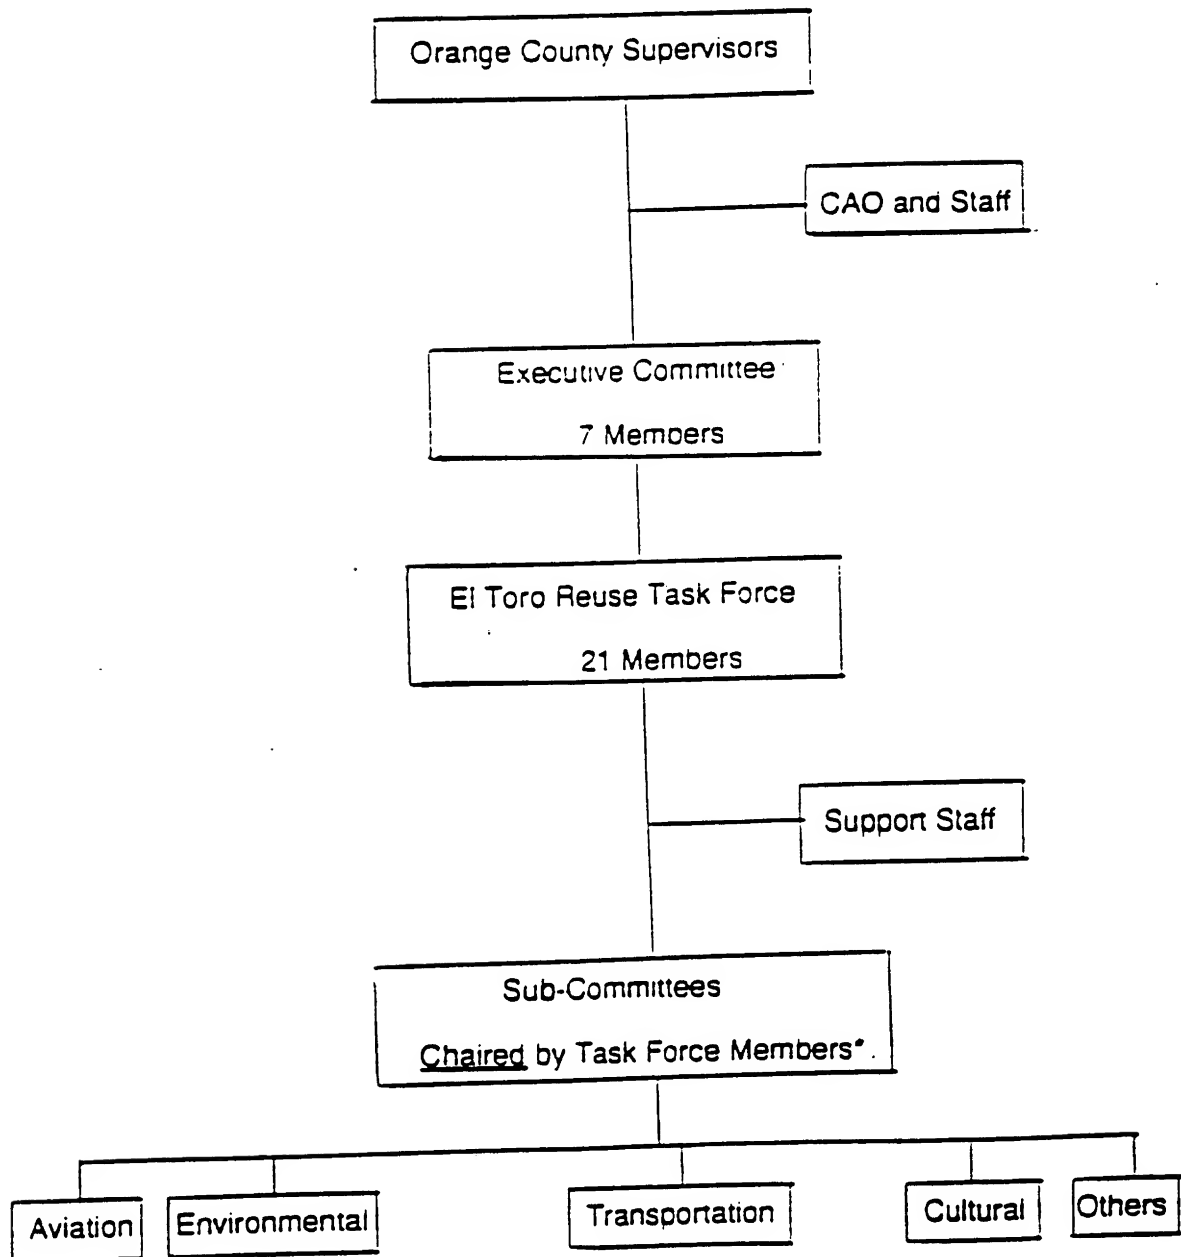 Orange County Supervisors
CAO and Staff
Executive Committee
7 Members
El Toro Reuse Task Force
21 Members
Support Staff
Sub-Committees
Chaired by Task Force Members*
Aviation
Environmental
Transportation
Cultural
Others